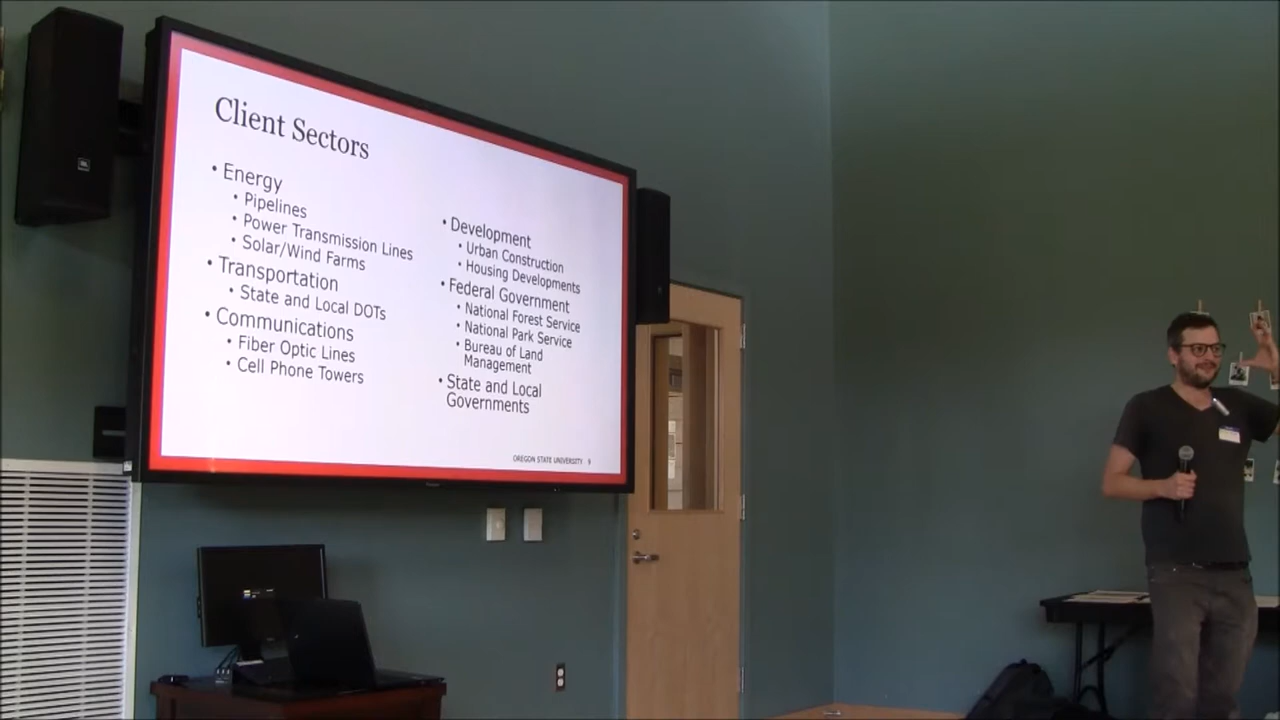 Client Sectors
• Energy
• Pipelines
• Power Transmission Lines
• Solar/Wind Farms
• Transportation
• State and Local DOTs
• Communications
• Fiber Optic Lines
• Cell Phone Towers
• Development
• Urban Construction
• Housing Developments
• Federal Government
• National Forest Service
• National Park Service
• Bureau of Land
Management
• State and Local
Governments
OREGON STATE UNIVERSITY 9
JBL